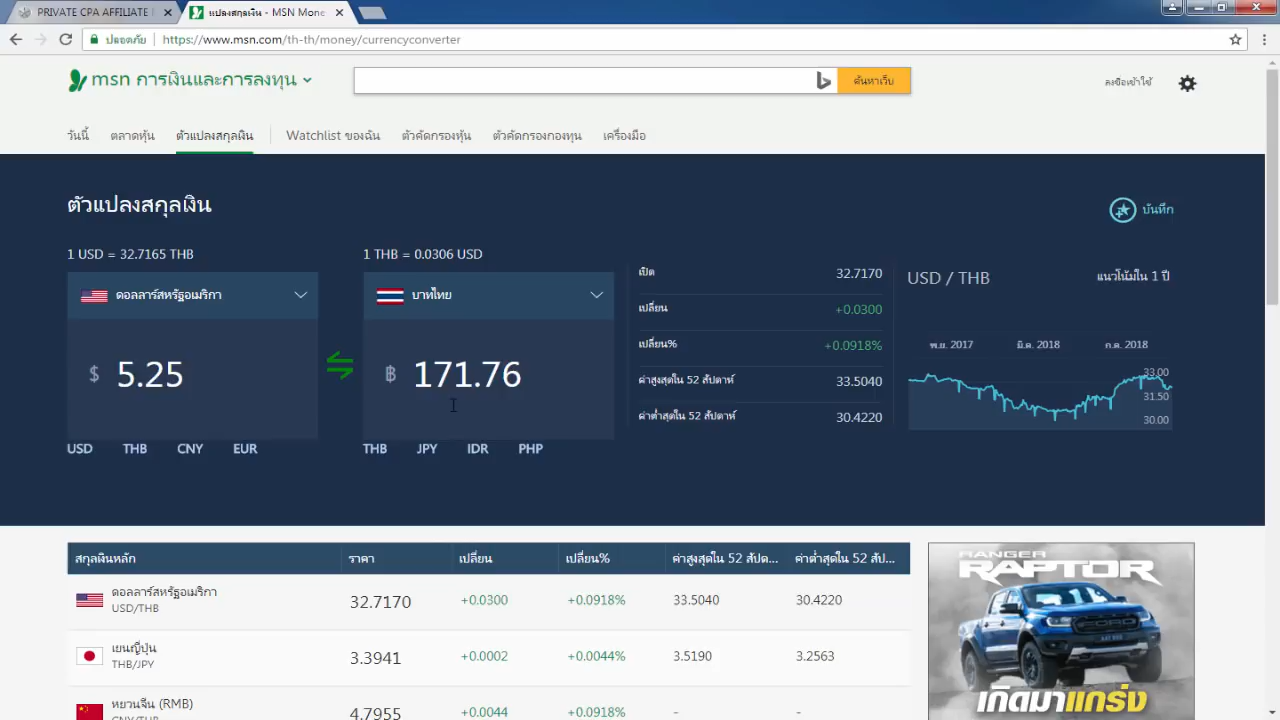 PRIVATE CPA AFFILIATE
แปลงสกุลเงิน - MSN Mone
ปลอดภัย https://www.msn.com/th-th/money/currencyconverter
msn การเงินและการลงทุน
ค้นหาเว็บ
ลงชื่อเข้าใช้
วันนี้ ตลาดหุ้น ตัวแปลงสกุลเงิน Watchlist ของฉัน ตัวคัดกรองหุ้น ตัวคัดกรองกองทุน เครื่องมือ
ตัวแปลงสกุลเงิน
บันทึก
1 USD = 32.7165 THB
1 THB = 0.0306 USD
ดอลลาร์สหรัฐอเมริกา
บาทไทย
$ 5.25
฿ 171.76
USD THB CNY EUR
THB JPY IDR PHP
เปิด 32.7170
เปลี่ยน +0.0300
เปลี่ยน% +0.0918%
ค่าสูงสุดใน 52 สัปดาห์ 33.5040
ค่าต่ำสุดใน 52 สัปดาห์ 30.4220
USD / THB แนวโน้มใน 1 ปี
พ.ย. 2017 มี.ค. 2018 ก.ค. 2018
33.00
31.50
30.00
สกุลเงินหลัก ราคา เปลี่ยน เปลี่ยน% ค่าสูงสุดใน 52 สัปด... ค่าต่ำสุดใน 52 สัป...
ดอลลาร์สหรัฐอเมริกา
USD/THB 32.7170 +0.0300 +0.0918% 33.5040 30.4220
เยนญี่ปุ่น
THB/JPY 3.3941 +0.0002 +0.0044% 3.5190 3.2563
หยวนจีน (RMB)
CNY/THB 4.7955 +0.0044 +0.0918% - -
RANGER
RAPTOR
เกิดมาแกร่ง